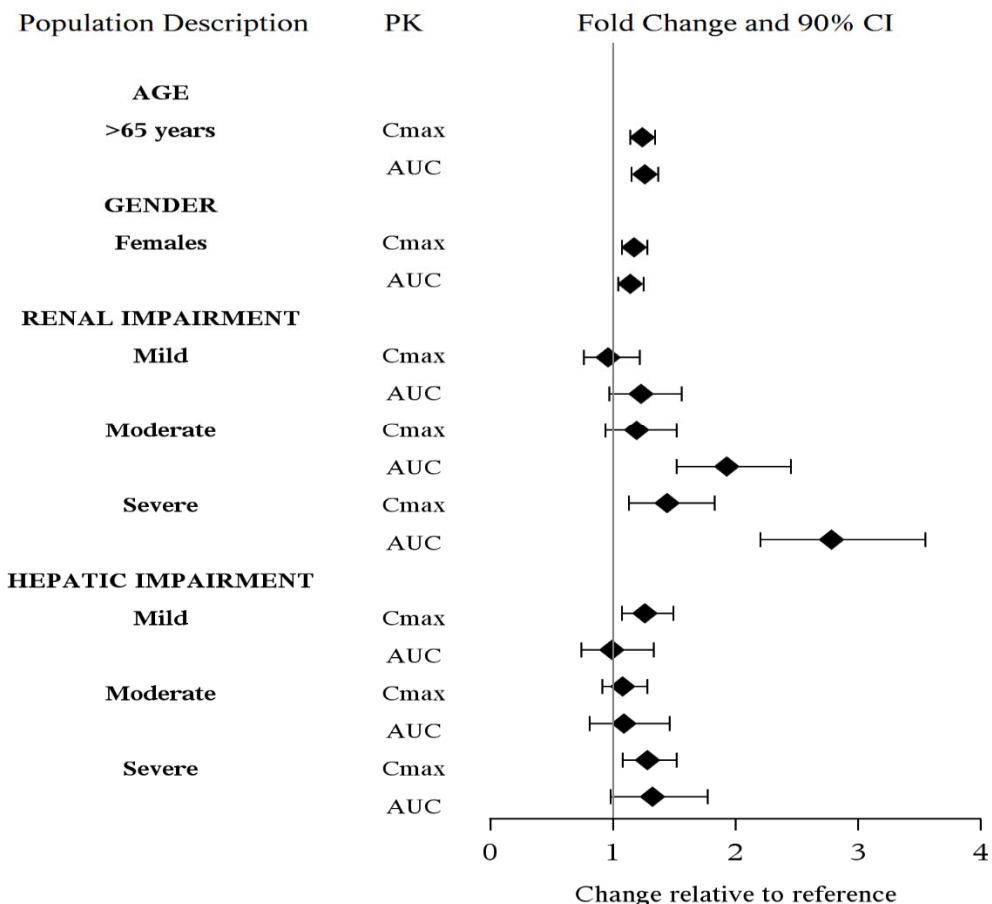 Population Description PK Fold Change and 90% CI
AGE
>65 years Cmax
AUC
GENDER
Females Cmax
AUC
RENAL IMPAIRMENT
Mild Cmax
AUC
Moderate Cmax
AUC
Severe Cmax
AUC
HEPATIC IMPAIRMENT
Mild Cmax
AUC
Moderate Cmax
AUC
Severe Cmax
AUC
0 1 2 3 4
Change relative to reference